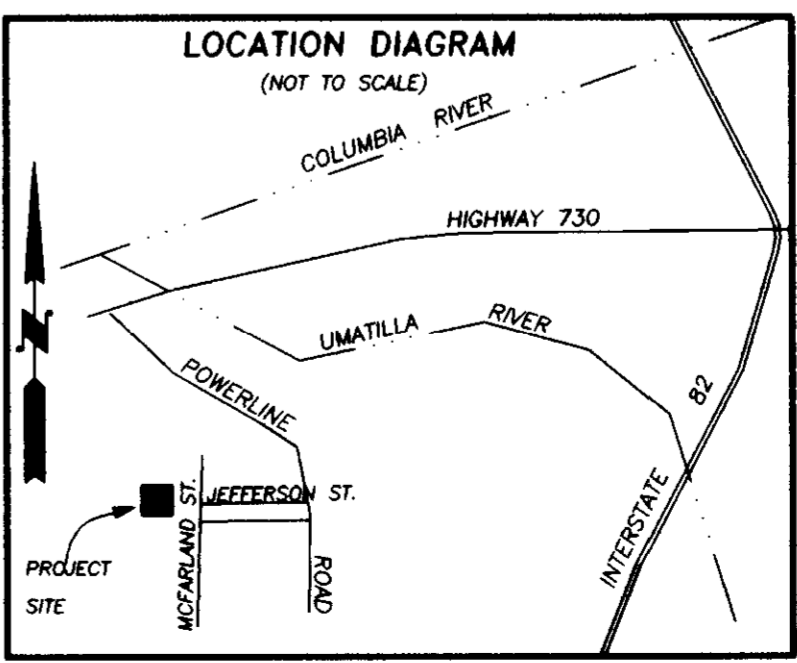 LOCATION DIAGRAM
(NOT TO SCALE)
COLUMBIA RIVER
HIGHWAY 730
UMATILLA RIVER
POWERLINE
82
N
MCFARLAND ST.
JEFFERSON ST.
INTERSTATE
PROJECT
SITE
ROAD